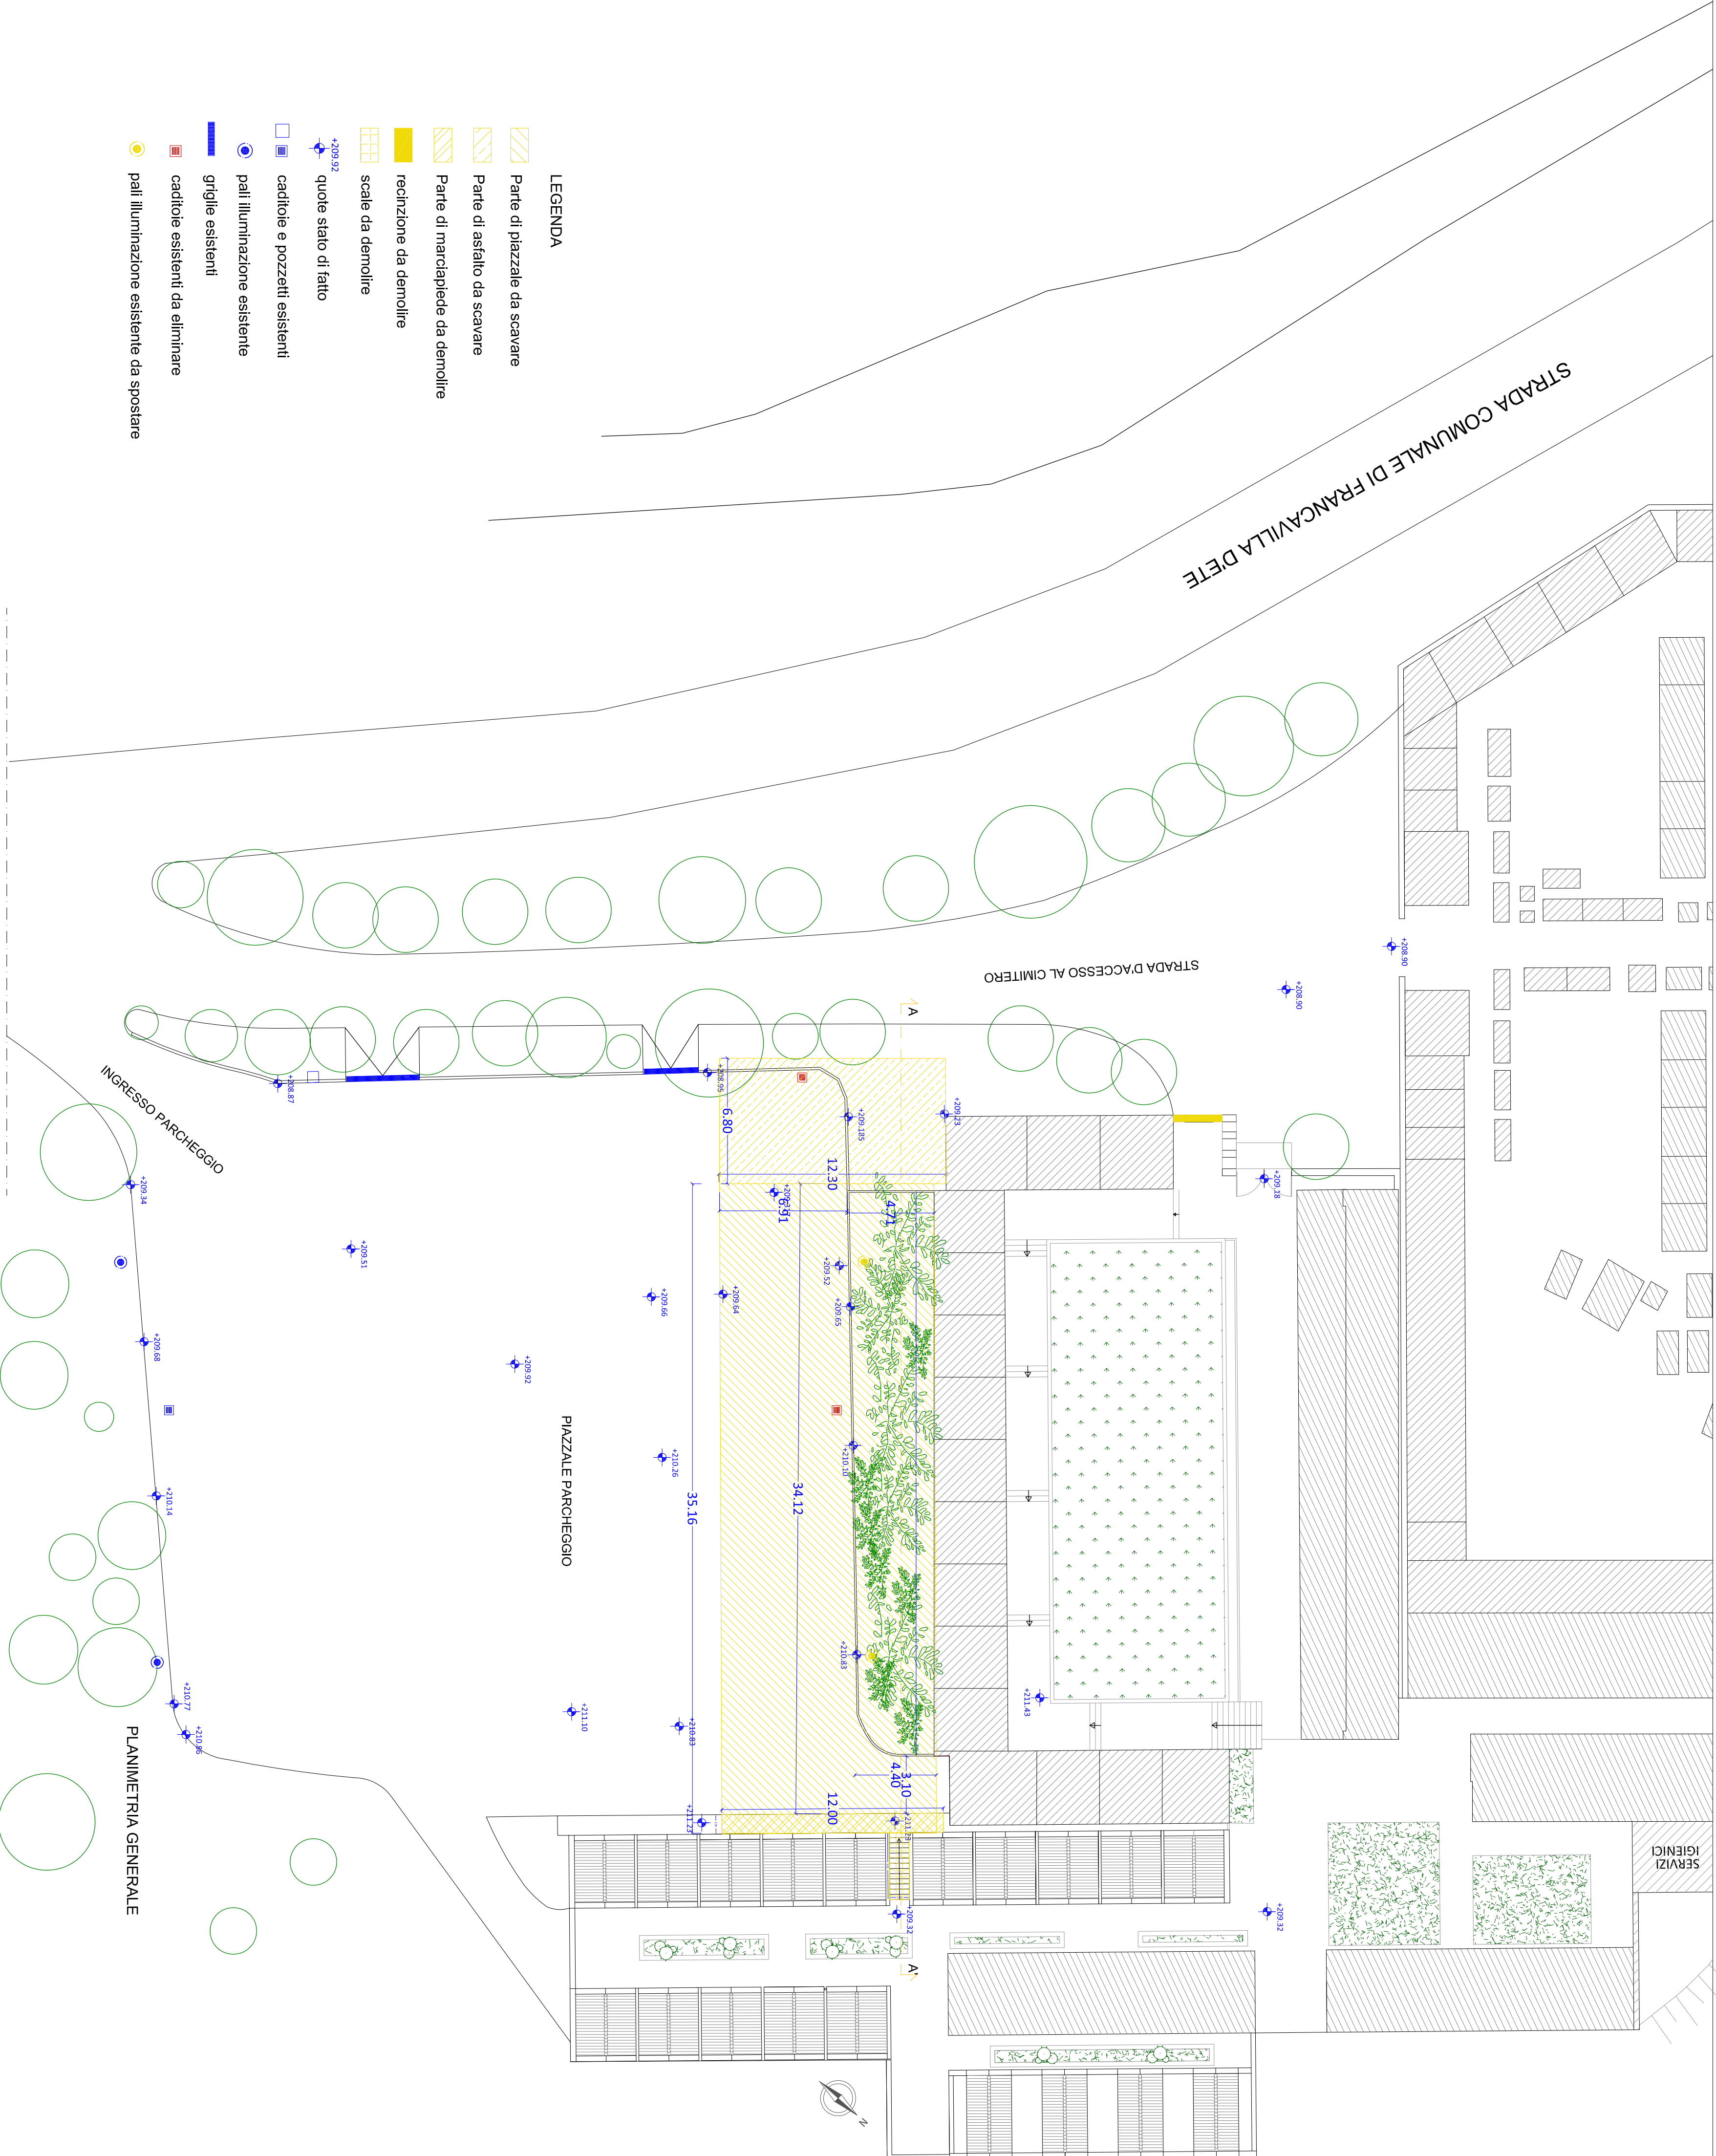 LEGENDA
Parte di piazzale da scavare
Parte di asfalto da scavare
Parte di marciapiede da demolire
recinzione da demolire
scale da demolire
+209.92
quote stato di fatto
caditoie e pozzetti esistenti
pali illuminazione esistente
griglie esistenti
caditoie esistenti da eliminare
pali illuminazione esistente da spostare
STRADA COMUNALE DI FRANCAVILLA D'ETE
STRADA D'ACCESSO AL CIMITERO
+208.90
+208.90
+209.18
A
+209.23
+209.185
+208.95
+208.87
6.80
12.30
6.91
4.71
INGRESSO PARCHEGGIO
+209.34
+209.51
+209.52
+209.65
+209.64
+209.66
+209.68
+209.92
+210.10
+210.26
+210.14
PIAZZALE PARCHEGGIO
35.16
34.12
+210.83
+211.43
+210.77
+210.86
+211.10
+210.83
4.40
3.10
12.00
+211.23
SERVIZI
IGIENICI
+209.32
+209.32
A'
PLANIMETRIA GENERALE
N